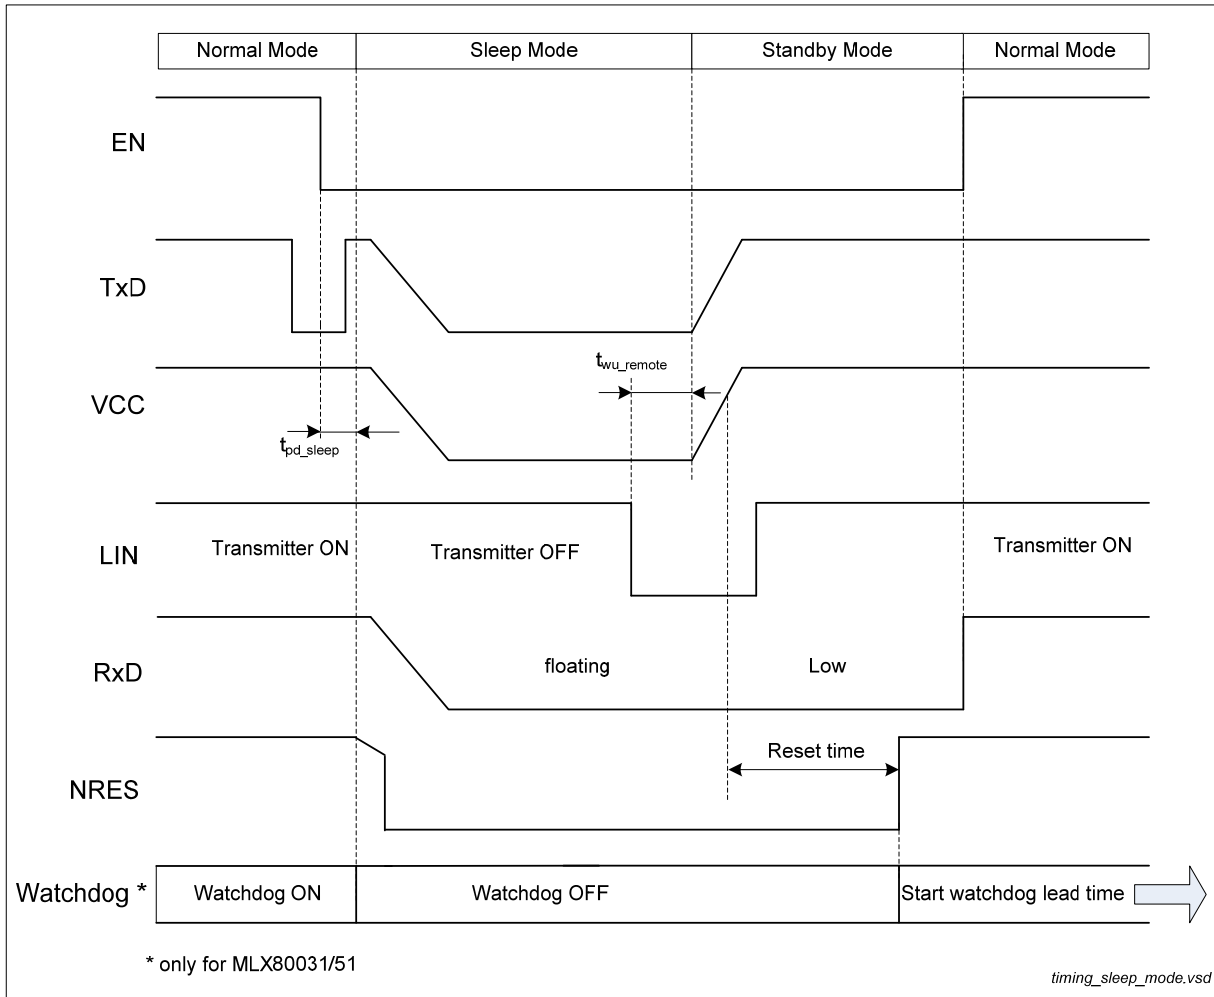 Normal Mode Sleep Mode Standby Mode Normal Mode
EN
TxD
twu_remote
VCC
tpd_sleep
LIN
Transmitter ON Transmitter OFF Transmitter ON
RxD
floating Low
Reset time
NRES
Watchdog * Watchdog ON Watchdog OFF Start watchdog lead time
* only for MLX80031/51
timing_sleep_mode.vsd